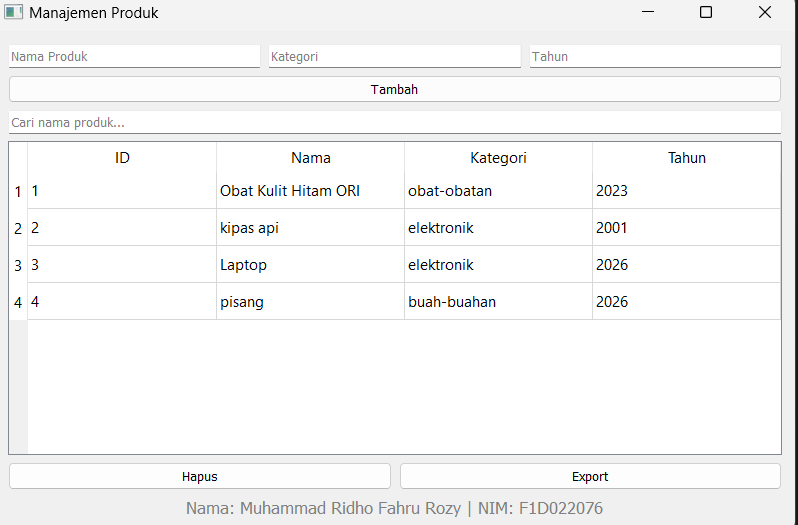 Manajemen Produk
Nama Produk Kategori Tahun
Tambah
Cari nama produk...
ID Nama Kategori Tahun
1 1 Obat Kulit Hitam ORI obat-obatan 2023
2 2 kipas api elektronik 2001
3 3 Laptop elektronik 2026
4 4 pisang buah-buahan 2026
Hapus Export
Nama: Muhammad Ridho Fahru Rozy | NIM: F1D022076